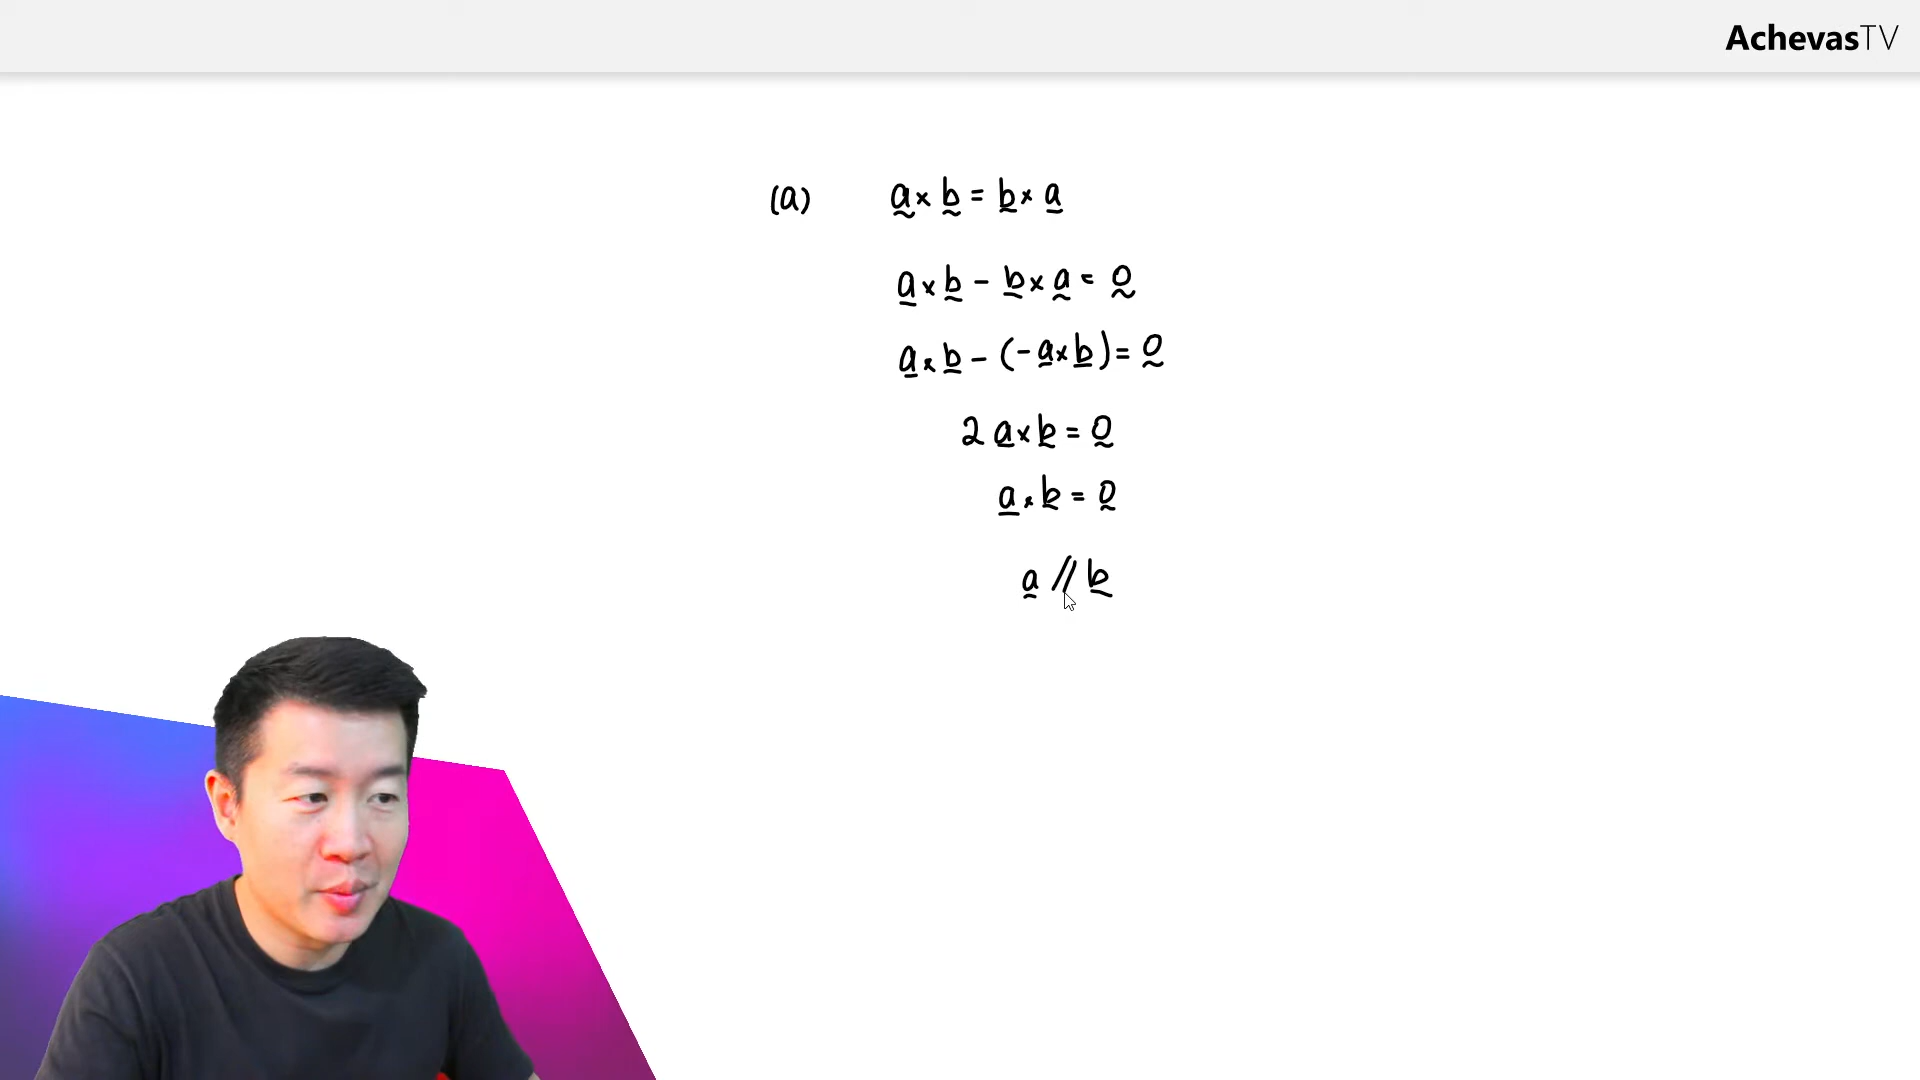 AchevasTV
(a) a × b = b × a
a × b - b × a = 0
a × b - (-a × b) = 0
2 a × b = 0
a × b = 0
a // b